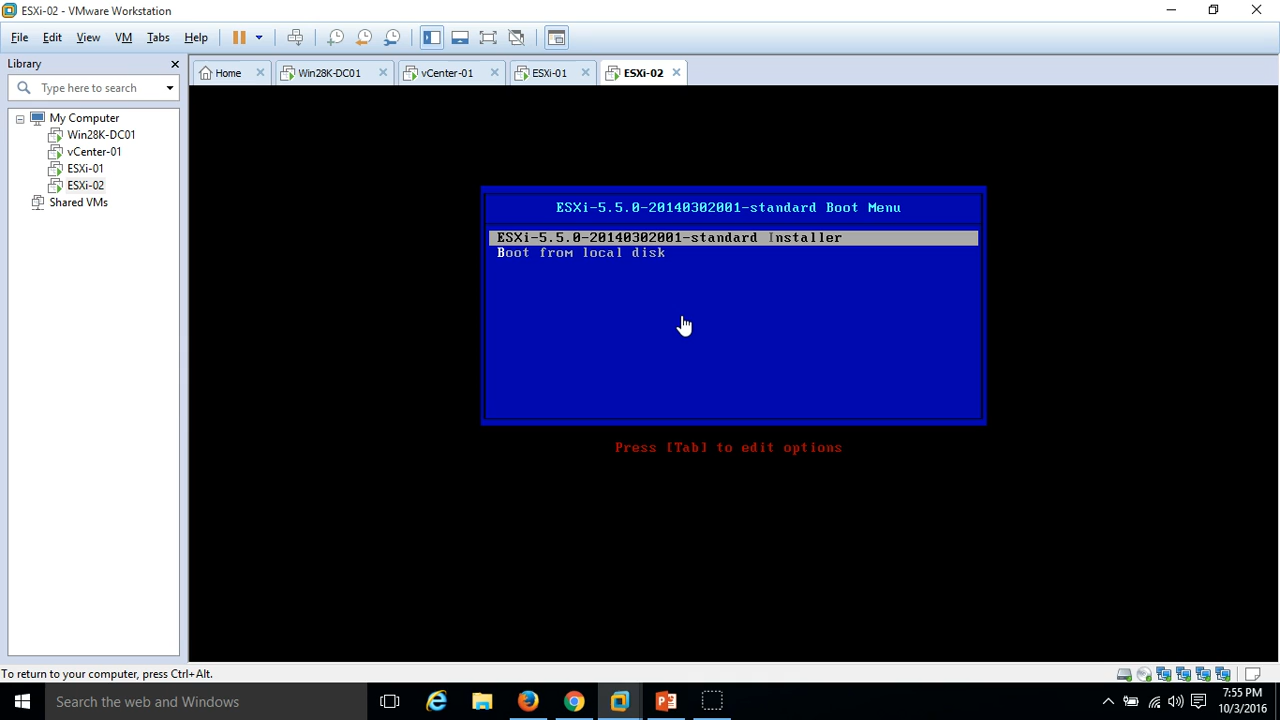 ESXi-02 - VMware Workstation
File Edit View VM Tabs Help
Library
Type here to search
My Computer
Win28K-DC01
vCenter-01
ESXi-01
ESXi-02
Shared VMs
Home Win28K-DC01 vCenter-01 ESXi-01 ESXi-02
ESXi-5.5.0-20140302001-standard Boot Menu
ESXi-5.5.0-20140302001-standard Installer
Boot from local disk
Press [Tab] to edit options
To return to your computer, press Ctrl+Alt.
Search the web and Windows
7:55 PM
10/3/2016